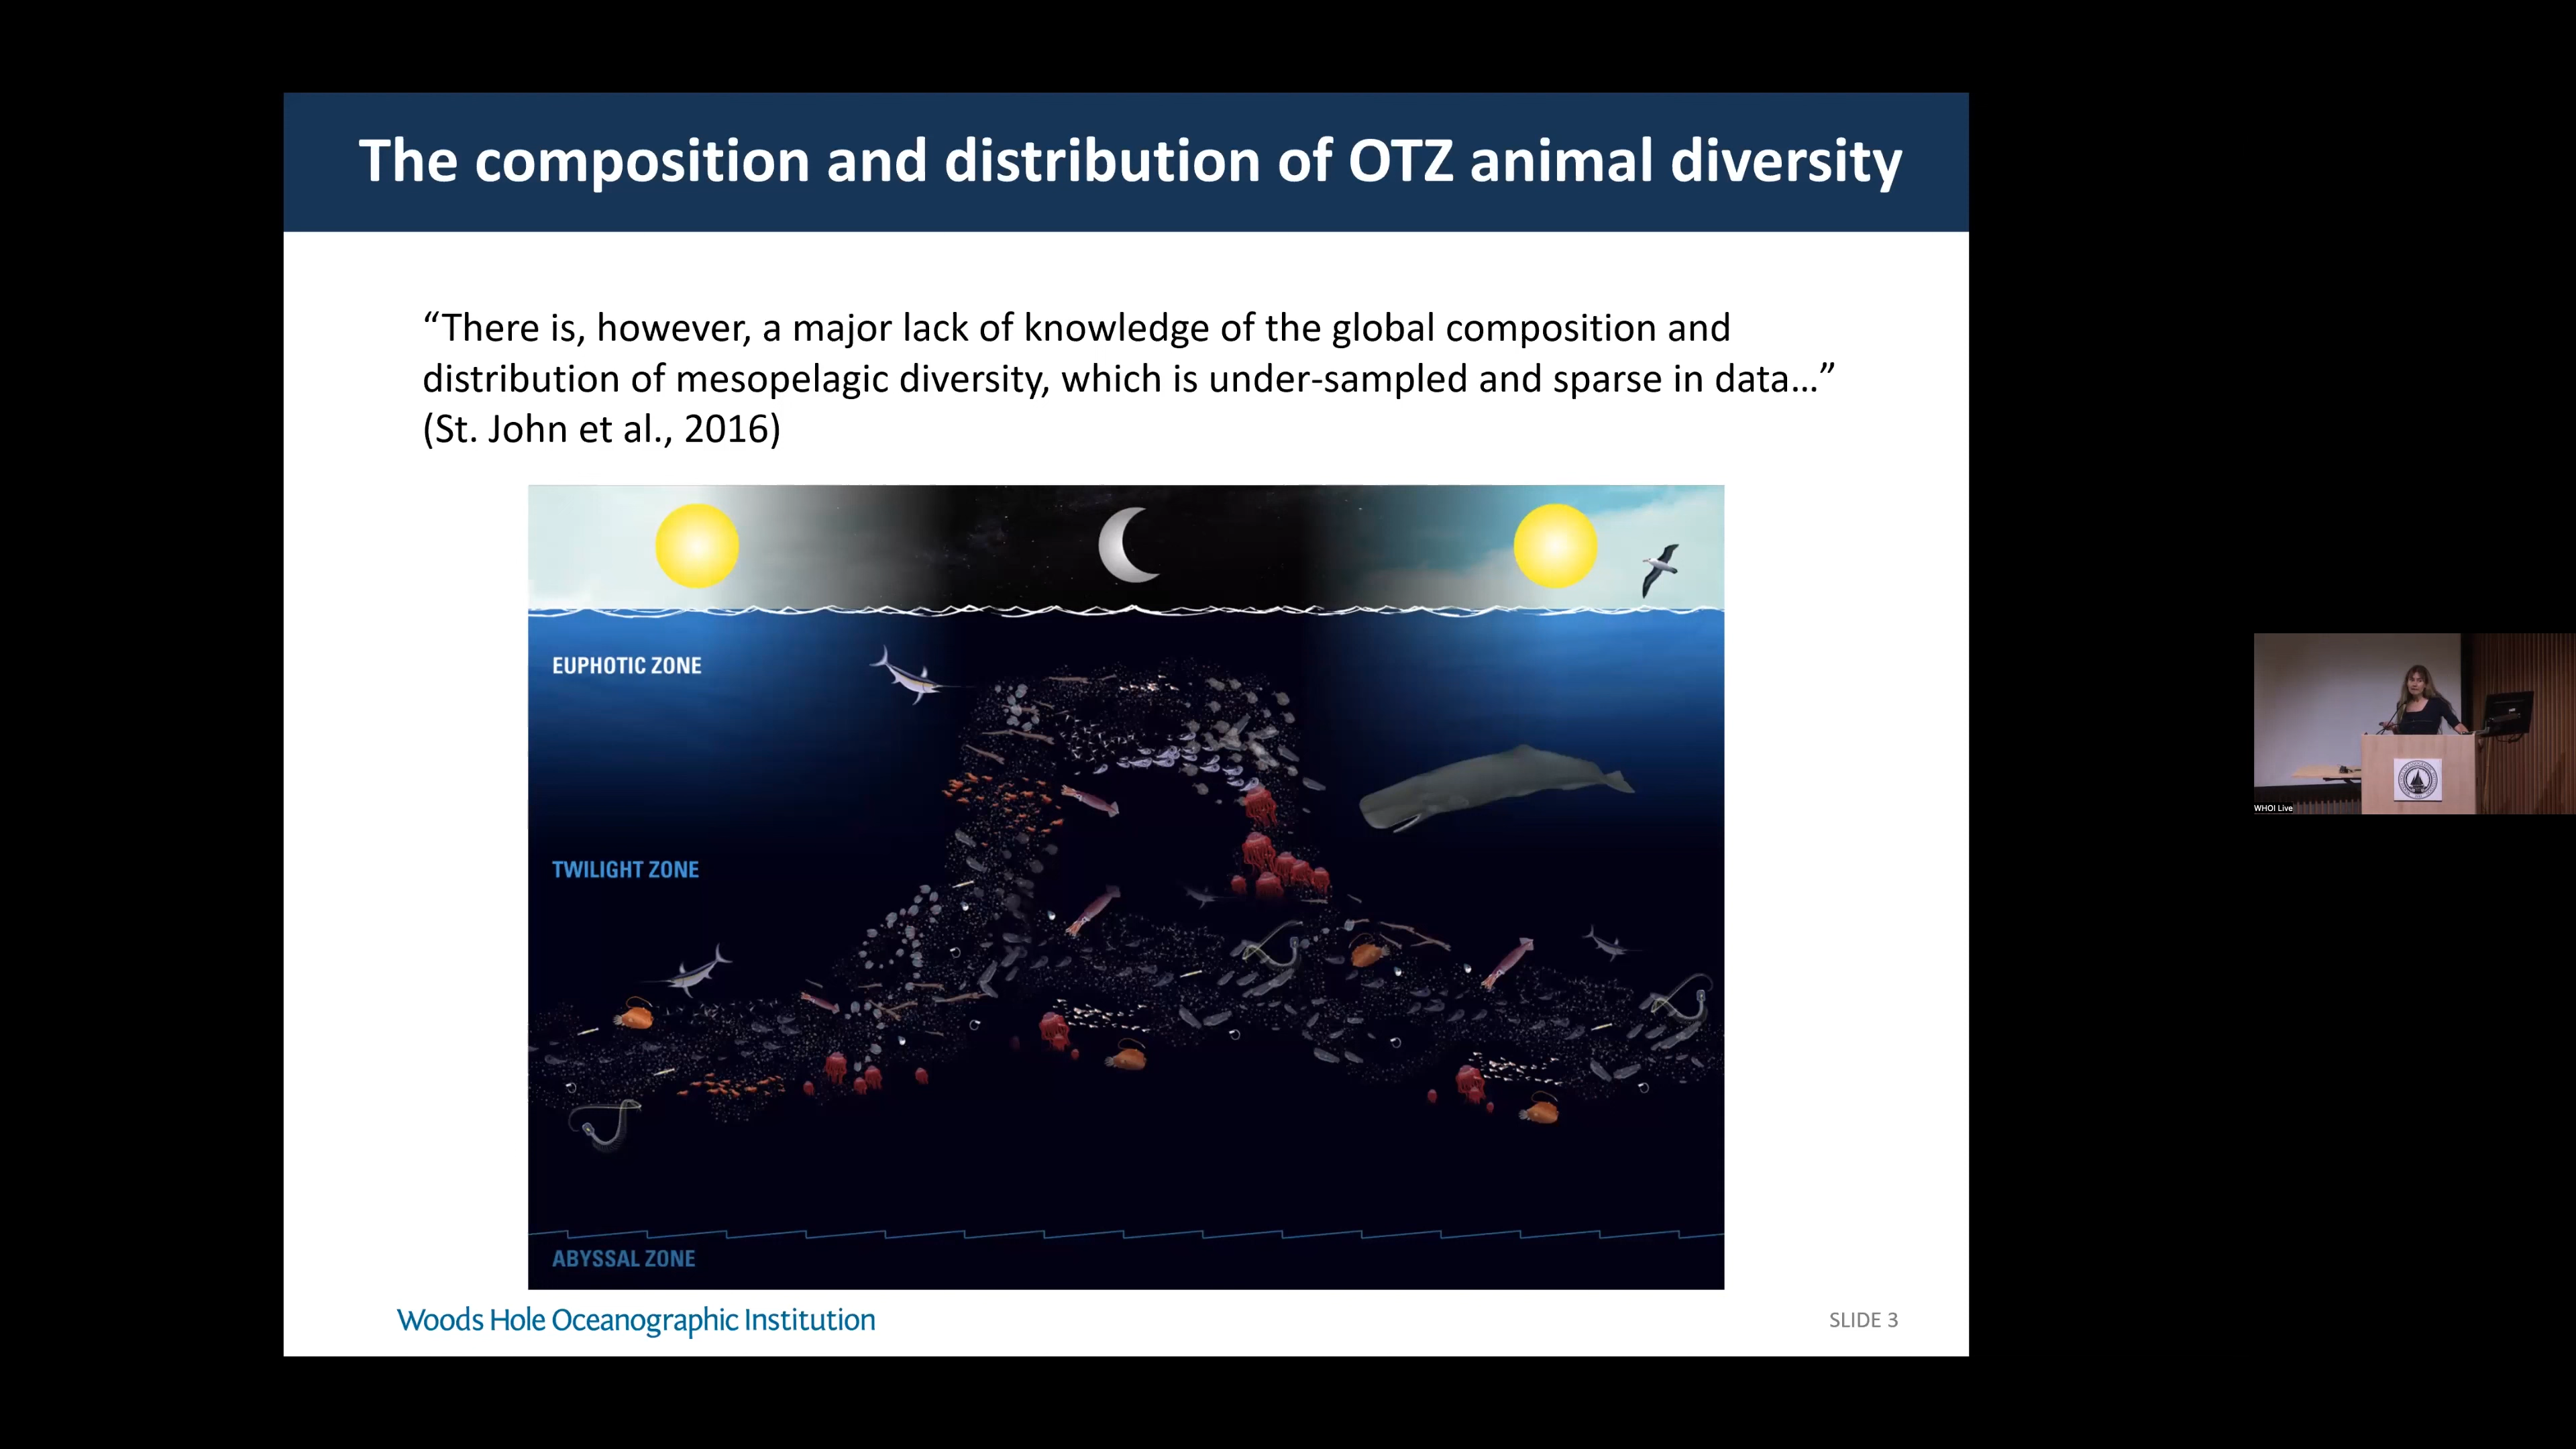 The composition and distribution of OTZ animal diversity
“There is, however, a major lack of knowledge of the global composition and
distribution of mesopelagic diversity, which is under-sampled and sparse in data…”
(St. John et al., 2016)
EUPHOTIC ZONE
TWILIGHT ZONE
ABYSSAL ZONE
Woods Hole Oceanographic Institution
SLIDE 3
WHOI Live